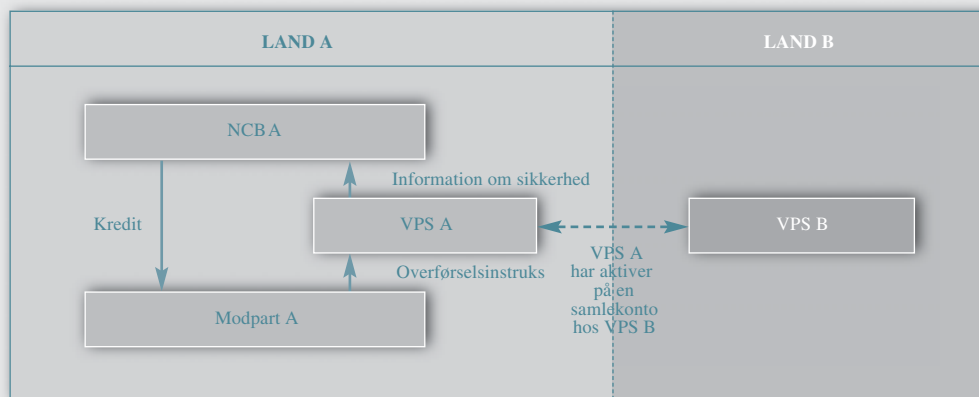 LAND A
LAND B
NCB A
Information om sikkerhed
Kredit
VPS A
VPS B
VPS A
har aktiver
på en
samlekonto
hos VPS B
Overførselsinstruks
Modpart A